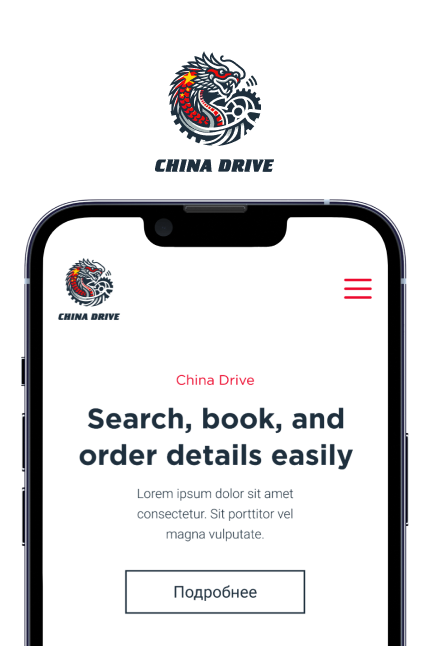 CHINA DRIVE
CHINA DRIVE
China Drive
Search, book, and
order details easily
Lorem ipsum dolor sit amet
consectetur. Sit porttitor vel
magna vulputate.
Подробнее